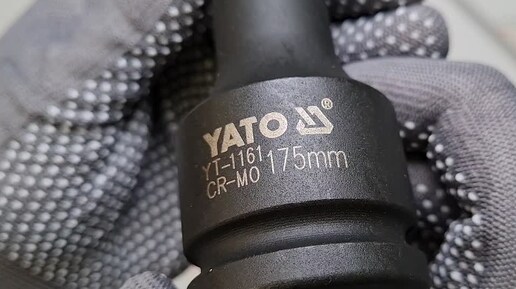 YATO ®
YT-1161
CR-MO
175mm